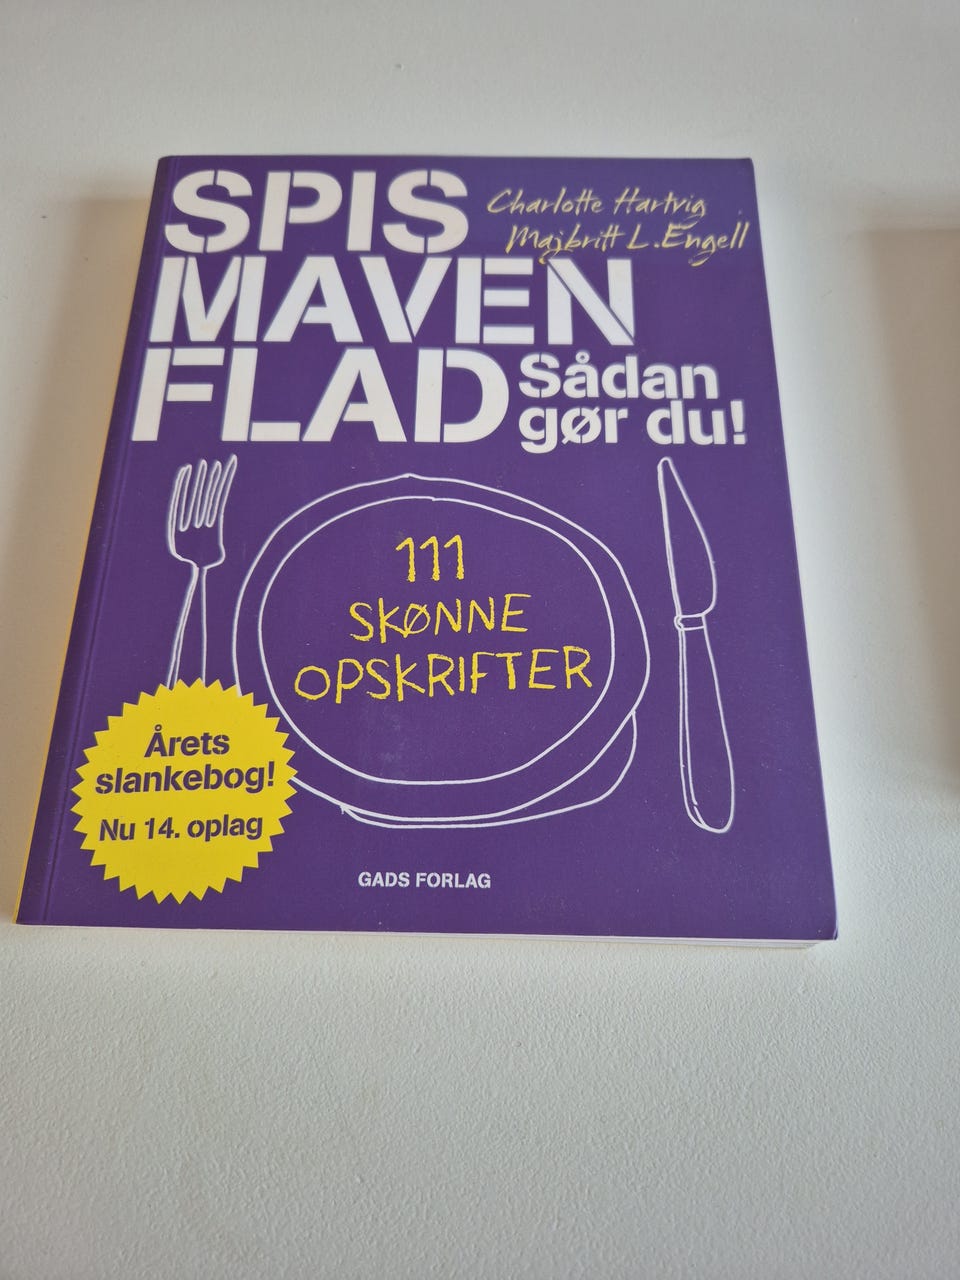 SPIS
MAVEN
FLAD
Charlotte Hartvig
Majbritt L. Engell
Sådan
gør du!
111
SKØNNE
OPSKRIFTER
Årets
slankebog!
Nu 14. oplag
GADS FORLAG